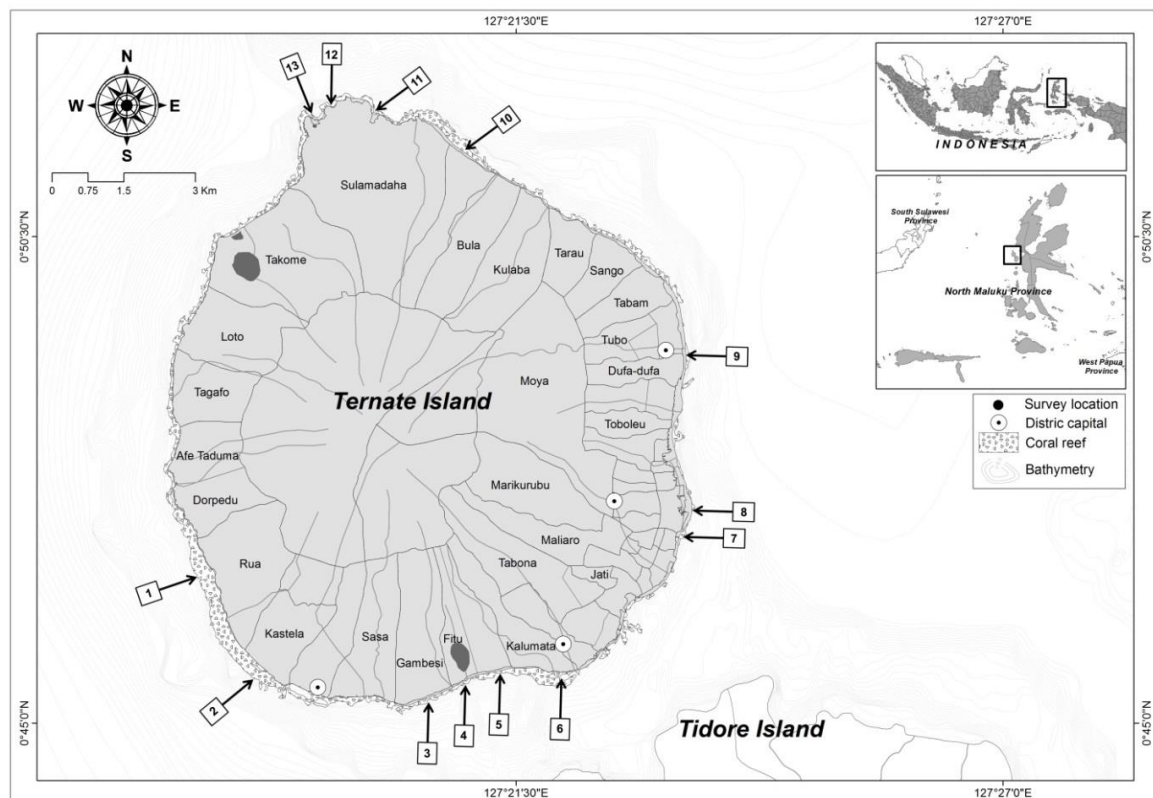 127°21'30"E
127°27'0"E
N
W
E
S
0
0.75
1.5
3 Km
13
12
11
10
Sulamadaha
INDONESIA
South Sulawesi
Province
North Maluku Province
West Papua
Province
0°50'30"N
0°50'30"N
Takome
Bula
Kulaba
Tarau
Sango
Tabam
Loto
Tubo
9
Dufa-dufa
Moya
Tagafo
Ternate Island
Toboleu
Survey location
Distric capital
Coral reef
Bathymetry
Afe Taduma
Marikurubu
Dorpedu
8
Maliaro
7
Tabona
Rua
Jati
1
Kastela
Sasa
Fitu
Kalumata
Gambesi
2
3
4
5
6
Tidore Island
0°45'0"N
0°45'0"N
127°21'30"E
127°27'0"E